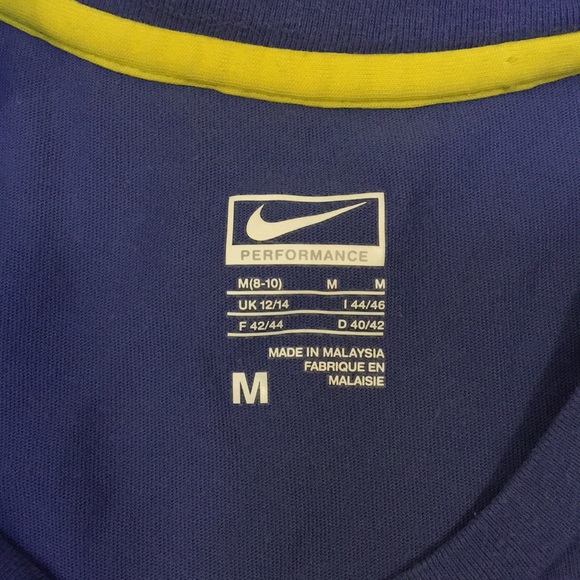 PERFORMANCE
M(8-10) M M
UK 12/14 I 44/46
F 42/44 D 40/42
MADE IN MALAYSIA
FABRIQUE EN
MALAISIE
M